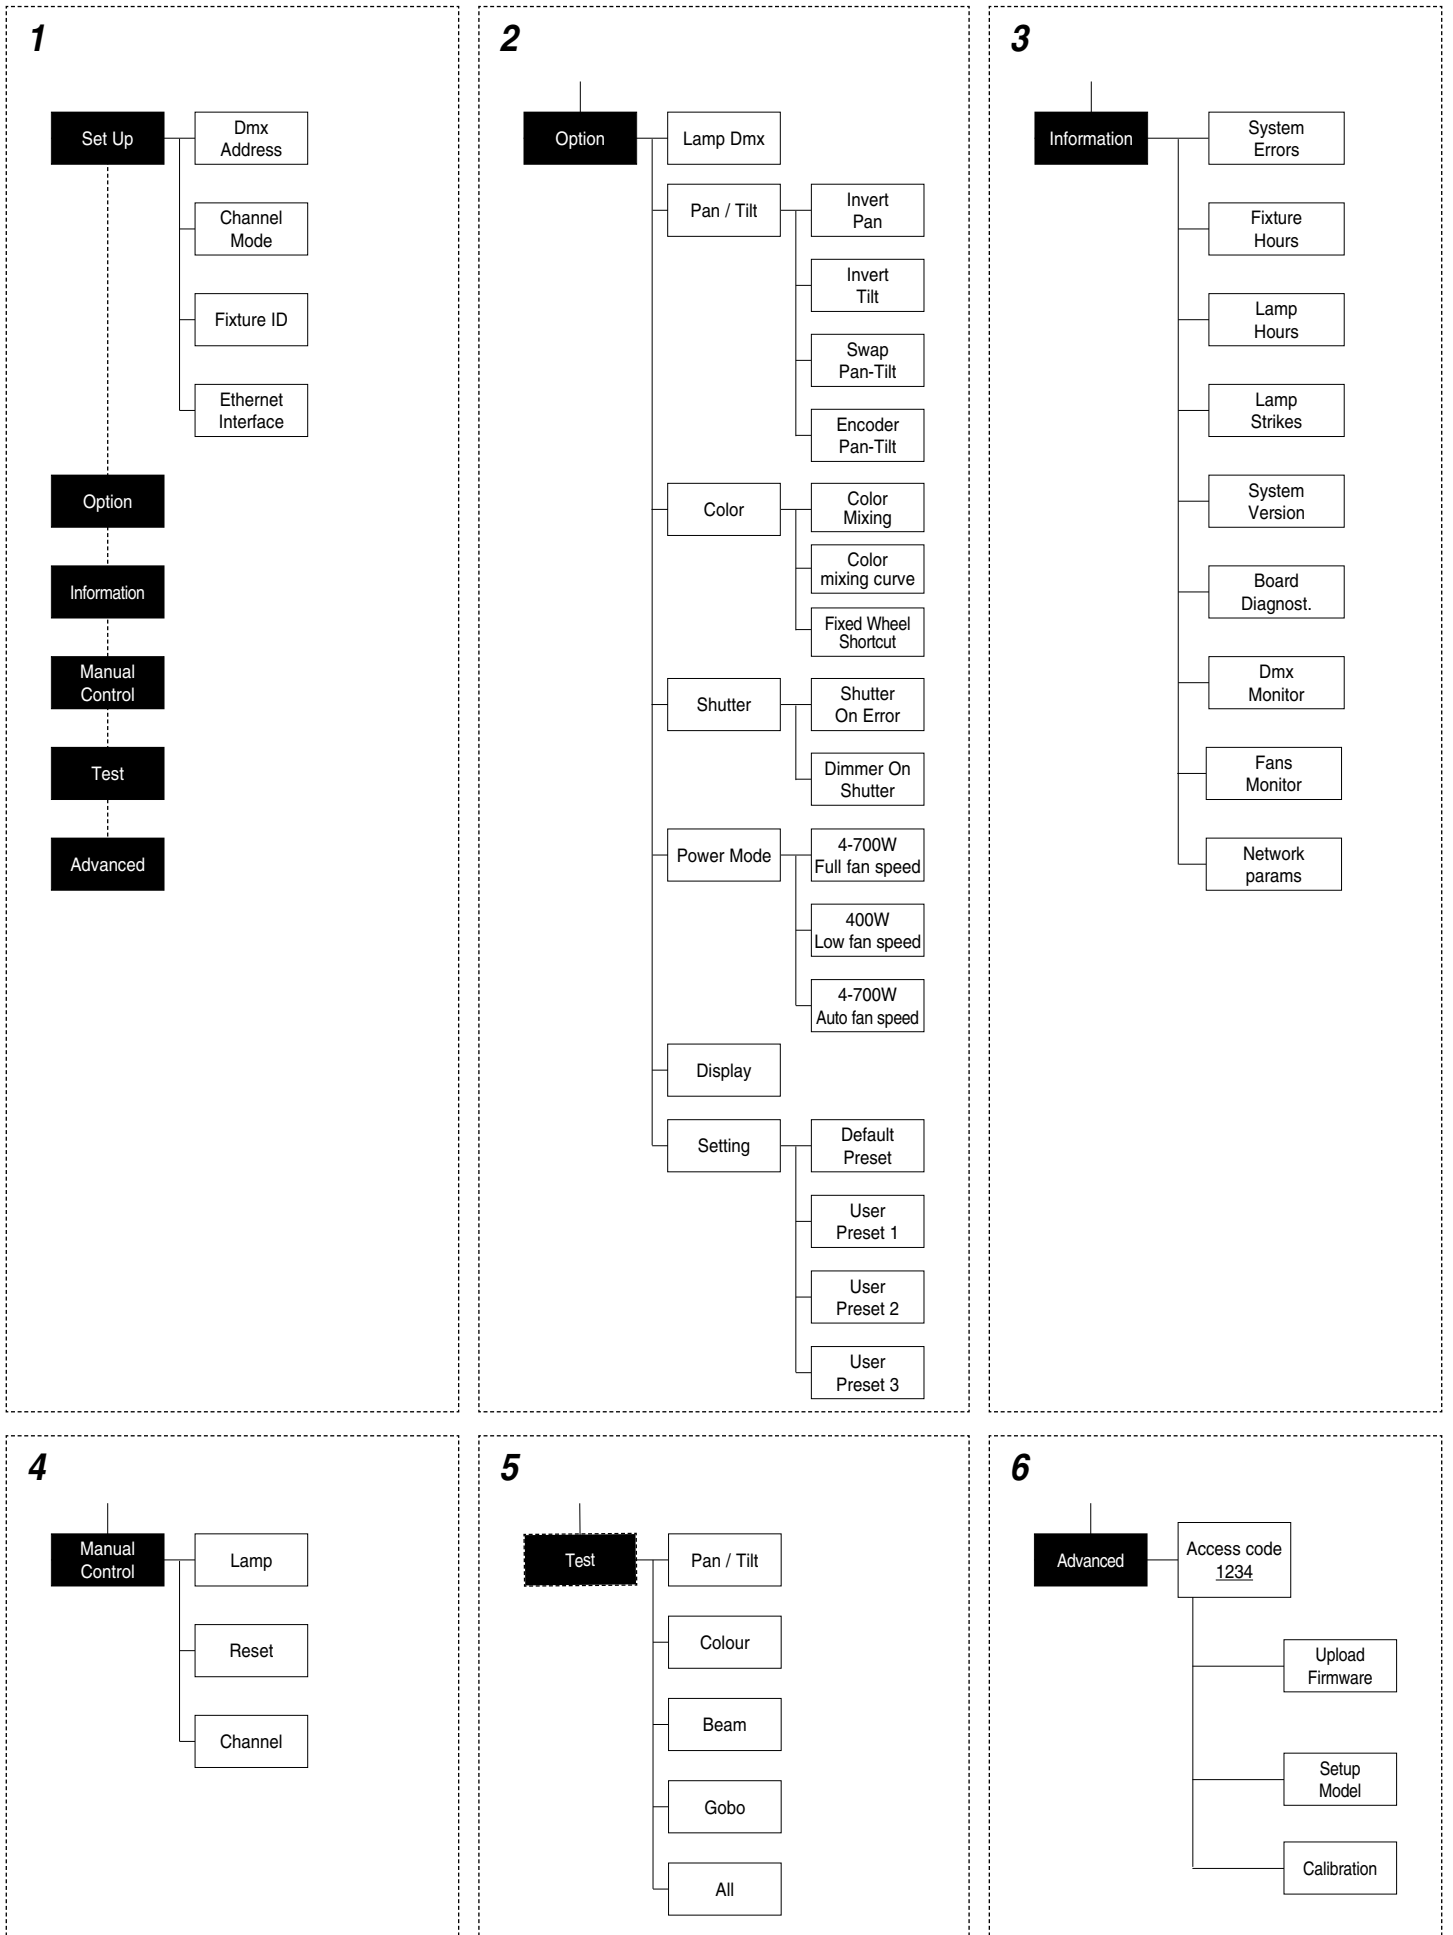 1
Set Up
Dmx
Address
Channel
Mode
Fixture ID
Ethernet
Interface
Option
Information
Manual
Control
Test
Advanced
2
Option
Lamp Dmx
Pan / Tilt
Invert
Pan
Invert
Tilt
Swap
Pan-Tilt
Encoder
Pan-Tilt
Color
Color
Mixing
Color
mixing curve
Fixed Wheel
Shortcut
Shutter
Shutter
On Error
Dimmer On
Shutter
Power Mode
4-700W
Full fan speed
400W
Low fan speed
4-700W
Auto fan speed
Display
Setting
Default
Preset
User
Preset 1
User
Preset 2
User
Preset 3
3
Information
System
Errors
Fixture
Hours
Lamp
Hours
Lamp
Strikes
System
Version
Board
Diagnost.
Dmx
Monitor
Fans
Monitor
Network
params
4
Manual
Control
Lamp
Reset
Channel
5
Test
Pan / Tilt
Colour
Beam
Gobo
All
6
Advanced
Access code
1234
Upload
Firmware
Setup
Model
Calibration